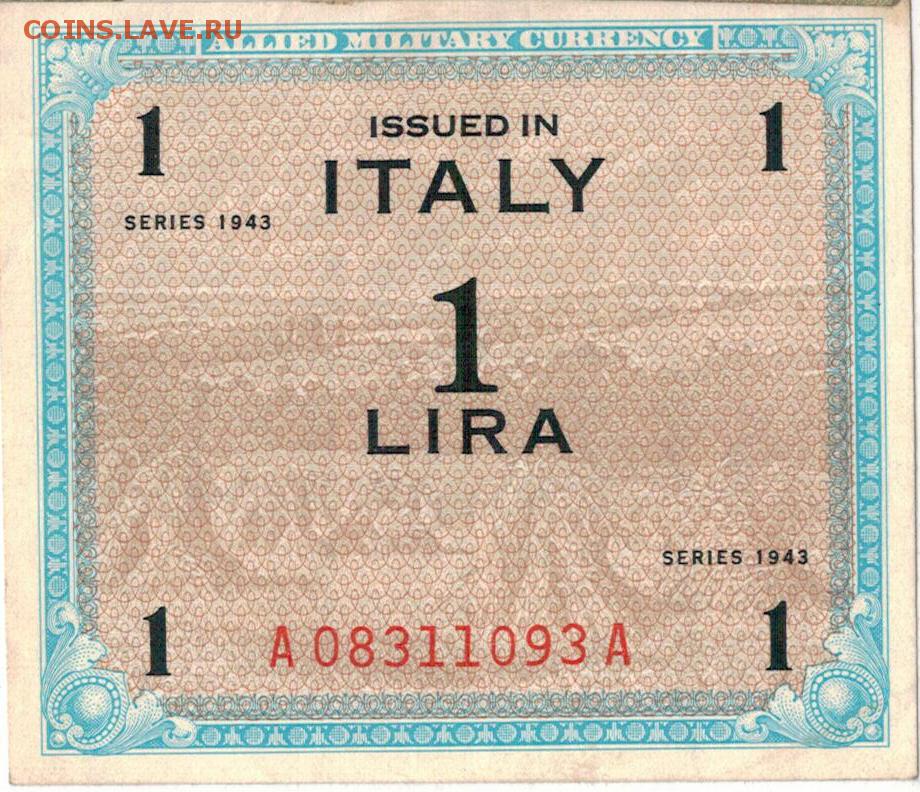 COINS.LAVE.RU
ALLIED MILITARY CURRENCY
1 1
ISSUED IN
ITALY
SERIES 1943
1
LIRA
SERIES 1943
1 1
A08311093A